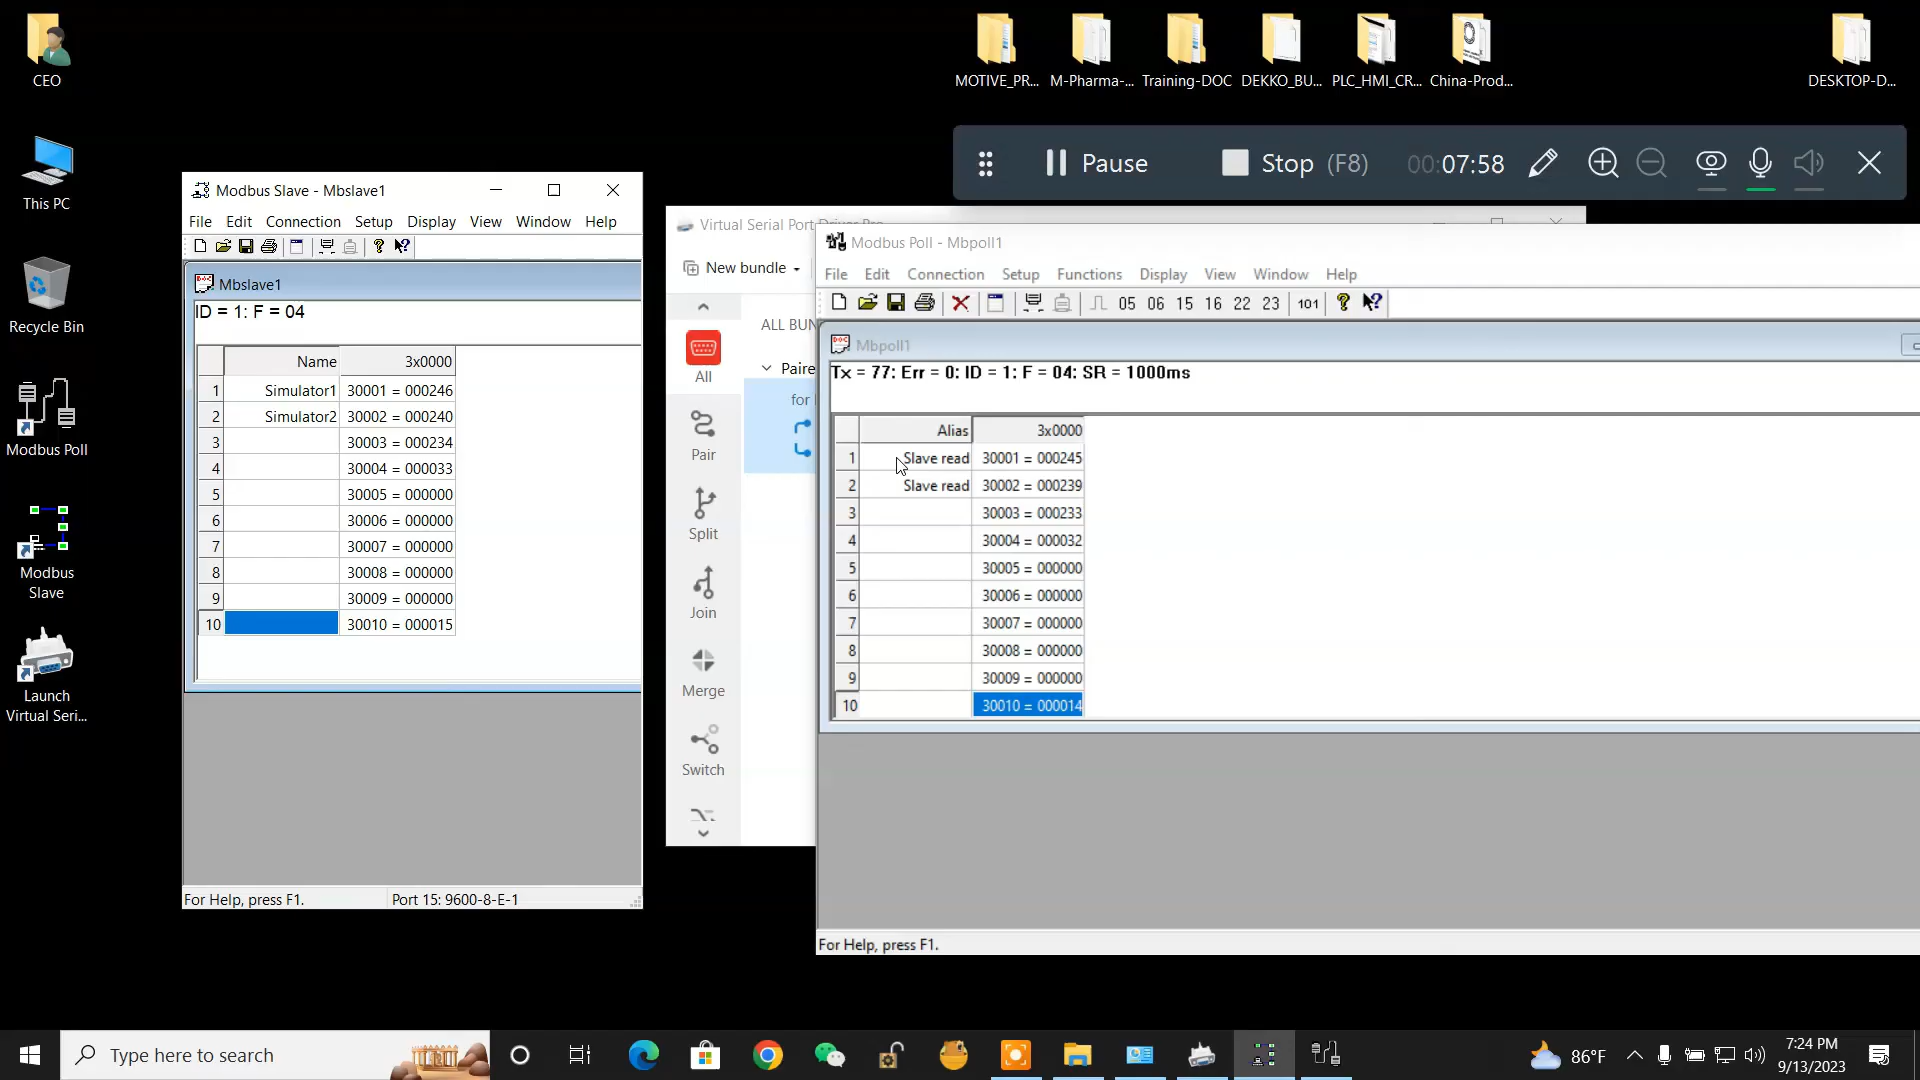 CEO
This PC
Recycle Bin
Modbus Poll
Modbus
Slave
Launch
Virtual Seri...
MOTIVE_PR...
M-Pharma-...
Training-DOC
DEKKO_BU...
PLC_HMI_CR...
China-Prod...
DESKTOP-D...
Pause
Stop (F8)
00:07:58
Modbus Slave - Mbslave1
File Edit Connection Setup Display View Window Help
Mbslave1
ID = 1: F = 04
Name 3x0000
1 Simulator1 30001 = 000246
2 Simulator2 30002 = 000240
3 30003 = 000234
4 30004 = 000033
5 30005 = 000000
6 30006 = 000000
7 30007 = 000000
8 30008 = 000000
9 30009 = 000000
10 30010 = 000015
For Help, press F1. Port 15: 9600-8-E-1
Virtual Serial Port Driver Pro
New bundle
ALL BUN
All
Paire
for
Pair
Split
Join
Merge
Switch
Modbus Poll - Mbpoll1
File Edit Connection Setup Functions Display View Window Help
05 06 15 16 22 23 101
Mbpoll1
Tx = 77: Err = 0: ID = 1: F = 04: SR = 1000ms
Alias 3x0000
1 Slave read 30001 = 000245
2 Slave read 30002 = 000239
3 30003 = 000233
4 30004 = 000032
5 30005 = 000000
6 30006 = 000000
7 30007 = 000000
8 30008 = 000000
9 30009 = 000000
10 30010 = 000014
For Help, press F1.
Type here to search
86°F
7:24 PM
9/13/2023